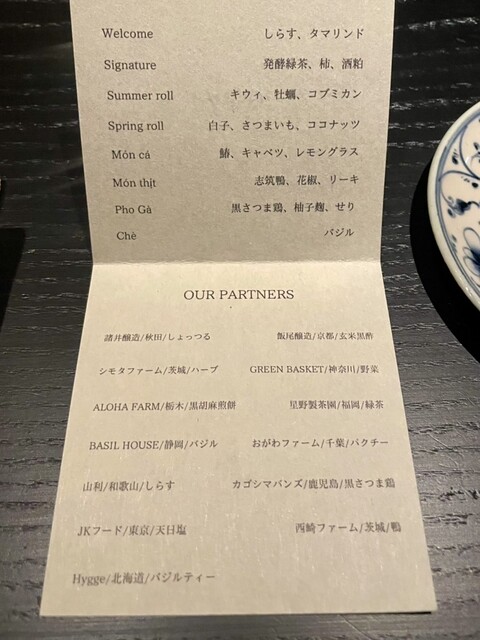 Welcome しらす、タマリンド
Signature 発酵緑茶、柿、酒粕
Summer roll キウィ、牡蠣、コブミカン
Spring roll 白子、さつまいも、ココナッツ
Món cá 鰆、キャベツ、レモングラス
Món thịt 志筑鴨、花椒、リーキ
Pho Gà 黒さつま鶏、柚子麹、せり
Chè バジル
OUR PARTNERS
諸井醸造/秋田/しょっつる 飯尾醸造/京都/玄米黒酢
シモタファーム/茨城/ハーブ GREEN BASKET/神奈川/野菜
ALOHA FARM/栃木/黒胡麻煎餅 星野製茶園/福岡/緑茶
BASIL HOUSE/静岡/バジル おがわファーム/千葉/パクチー
山利/和歌山/しらす カゴシマバンズ/鹿児島/黒さつま鶏
JKフード/東京/天日塩 西崎ファーム/茨城/鴨
Hygge/北海道/バジルティー